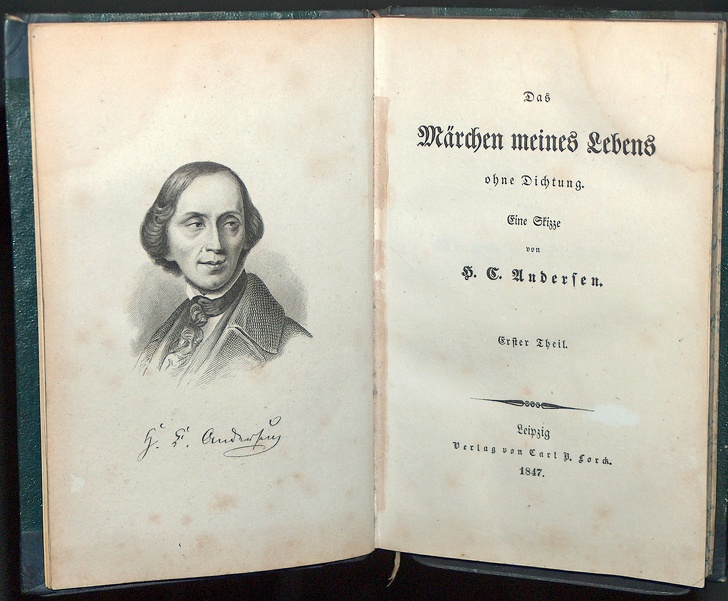 H. C. Andersen
Das
Märchen meines Lebens
ohne Dichtung.
Eine Skizze
von
H. C. Andersen.
Erster Theil.
Leipzig
Verlag von Carl B. Lorck.
1847.